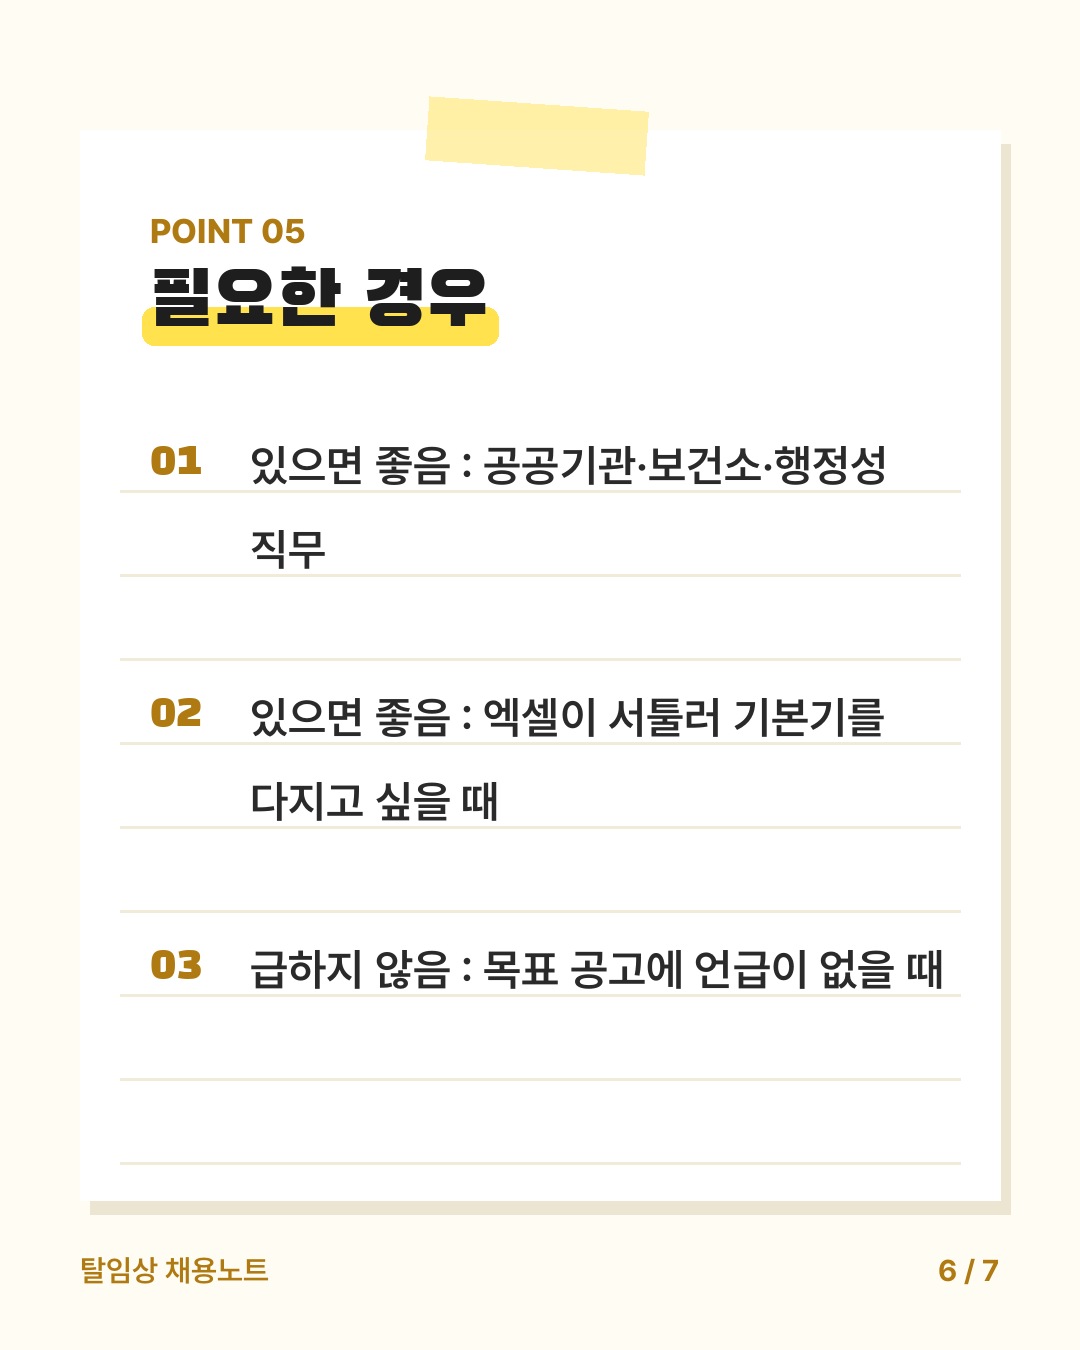 POINT 05
필요한 경우
01 있으면 좋음 : 공공기관·보건소·행정성
직무
02 있으면 좋음 : 엑셀이 서툴러 기본기를
다지고 싶을 때
03 급하지 않음 : 목표 공고에 언급이 없을 때
탈임상 채용노트
6 / 7